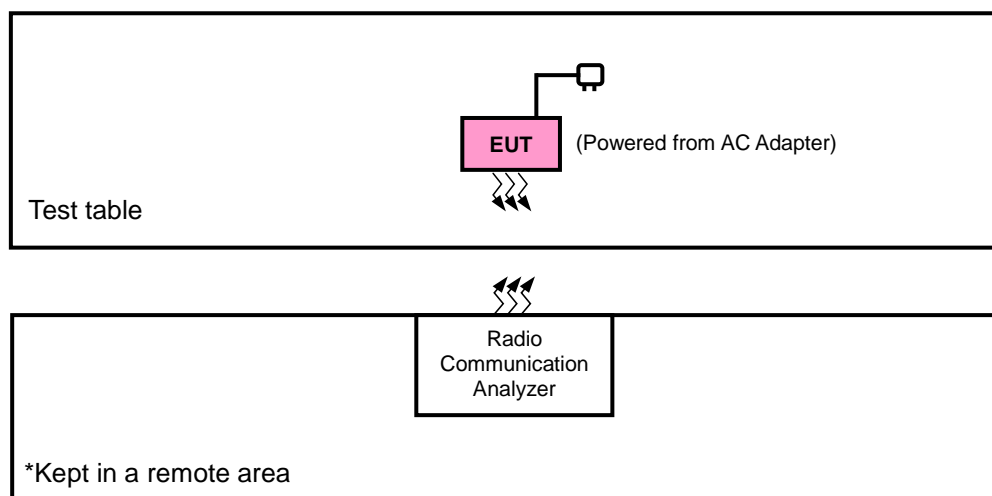 EUT
(Powered from AC Adapter)
Test table
Radio
Communication
Analyzer
*Kept in a remote area